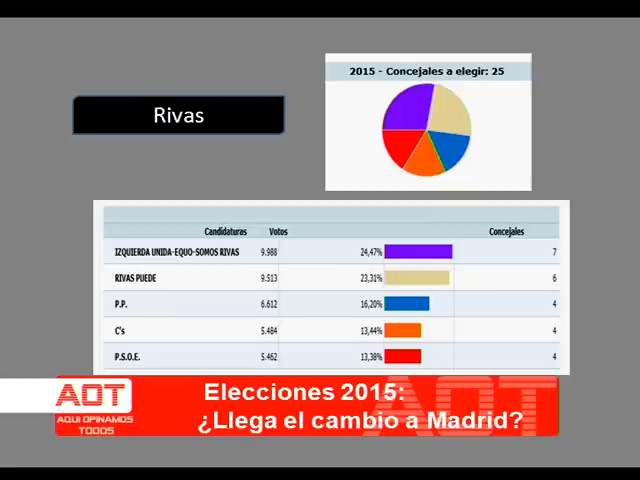 2015 - Concejales a elegir: 25
Rivas
Candidaturas Votos Concejales
IZQUIERDA UNIDA-EQUO-SOMOS RIVAS 9.988 24,47% 7
RIVAS PUEDE 9.513 23,31% 6
P.P. 6.612 16,20% 4
C's 5.484 13,44% 4
P.S.O.E. 5.462 13,38% 4
AOT
AQUI OPINAMOS
TODOS
Elecciones 2015:
¿Llega el cambio a Madrid?
AOT